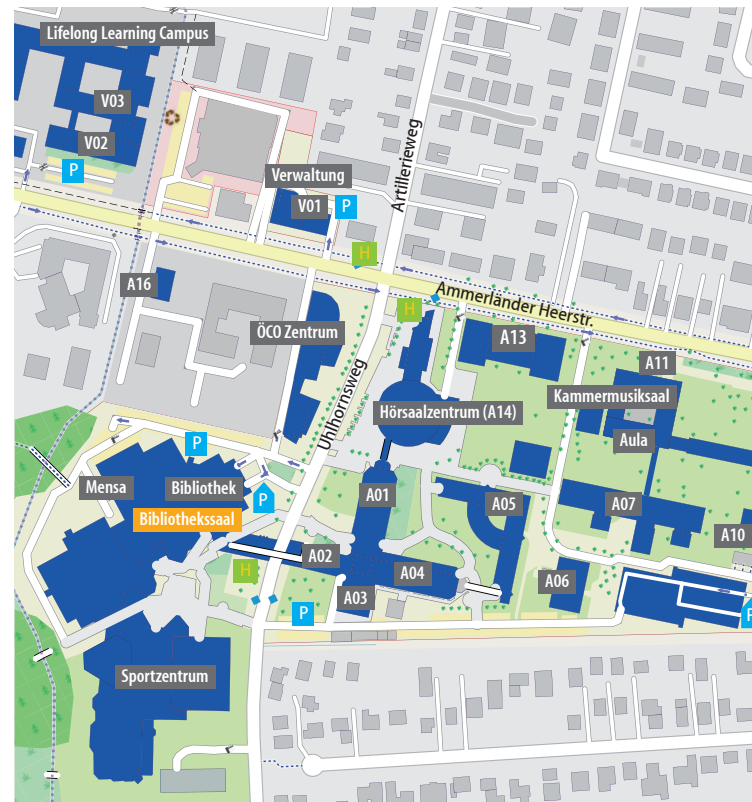 Lifelong Learning Campus
V03
V02
P
Verwaltung
V01
P
Artillerieweg
H
A16
H
Ammerländer Heerstr.
ÖCO Zentrum
A13
A11
Uhlhornsweg
Kammermusiksaal
Hörsaalzentrum (A14)
Aula
P
Mensa
Bibliothek
P
A01
A05
A07
Bibliothekssaal
A10
A02
H
A04
A06
A03
P
P
Sportzentrum